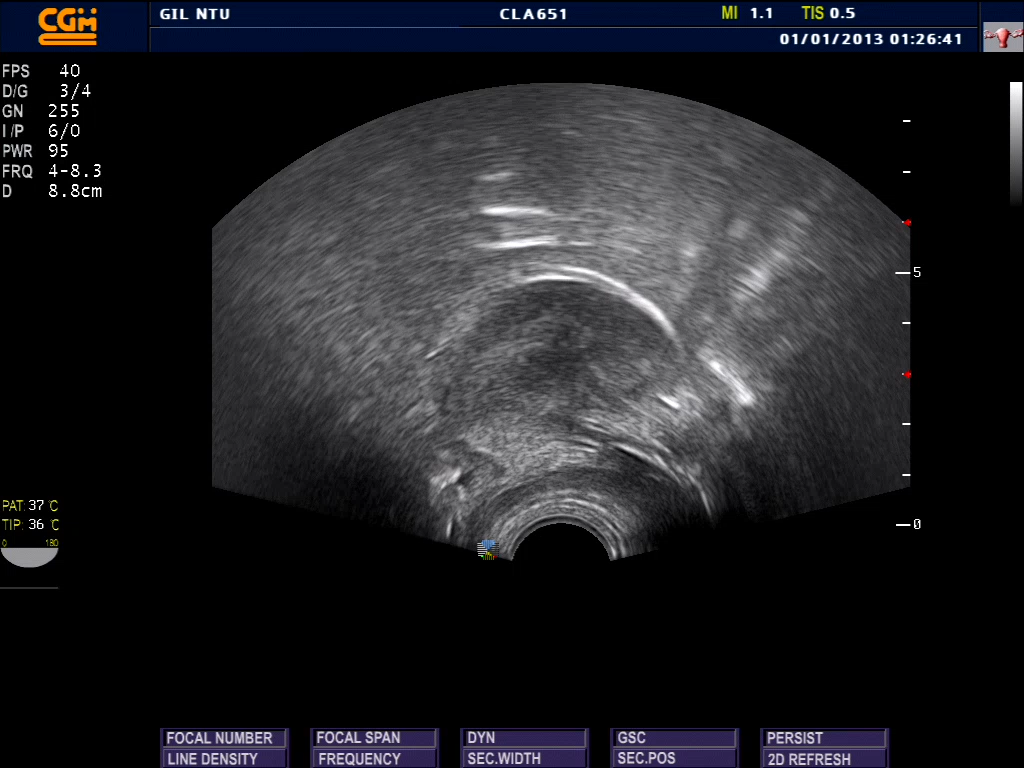 CGM
GIL NTU CLA651 MI 1.1 TIS 0.5
01/01/2013 01:26:41
FPS 40
D/G 3/4
GN 255
I/P 6/0
PWR 95
FRQ 4-8.3
D 8.8cm
5
PAT: 37 °C
TIP: 36 °C
0 180
0
FOCAL NUMBER FOCAL SPAN DYN GSC PERSIST
LINE DENSITY FREQUENCY SEC.WIDTH SEC.POS 2D REFRESH